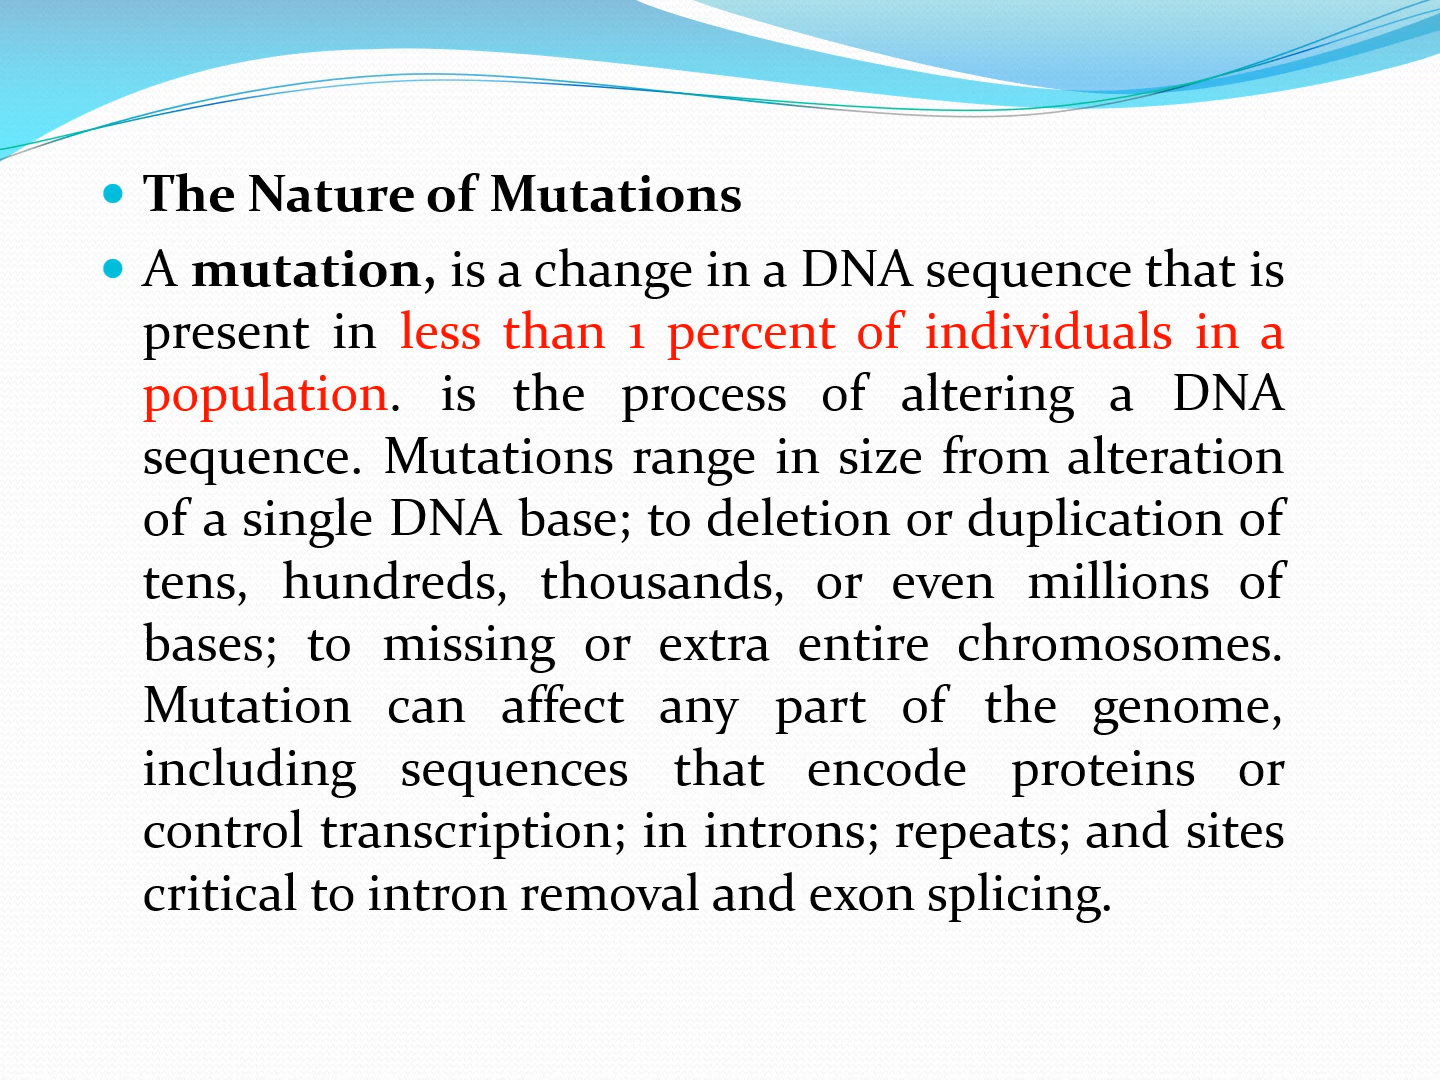 • The Nature of Mutations
• A mutation, is a change in a DNA sequence that is
present in less than 1 percent of individuals in a
population. is the process of altering a DNA
sequence. Mutations range in size from alteration
of a single DNA base; to deletion or duplication of
tens, hundreds, thousands, or even millions of
bases; to missing or extra entire chromosomes.
Mutation can affect any part of the genome,
including sequences that encode proteins or
control transcription; in introns; repeats; and sites
critical to intron removal and exon splicing.